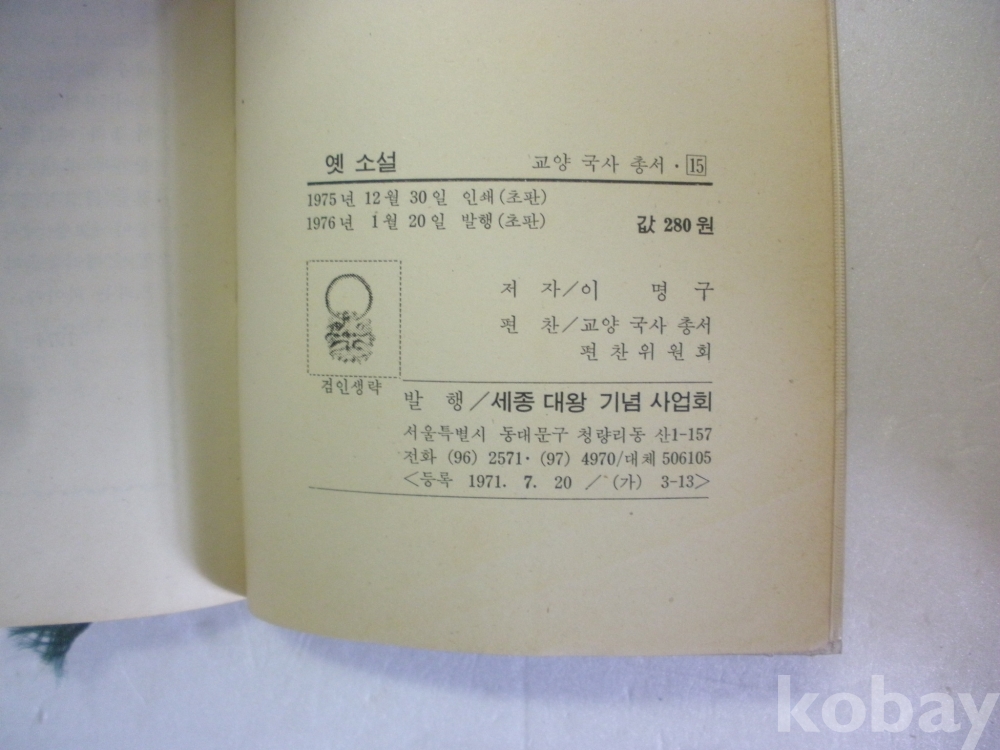 옛 소설 교양 국사 총서 · 15
1975년 12월 30일 인쇄(초판)
1976년 1월 20일 발행(초판) 값 280원
저 자/이 명 구
편 찬/교양 국사 총서
편찬위원회
검인생략
발 행/세종 대왕 기념 사업회
서울특별시 동대문구 청량리동 산1-157
전화 (96) 2571· (97) 4970/대체 506105
<등록 1971. 7. 20 / (가) 3-13>
kobay